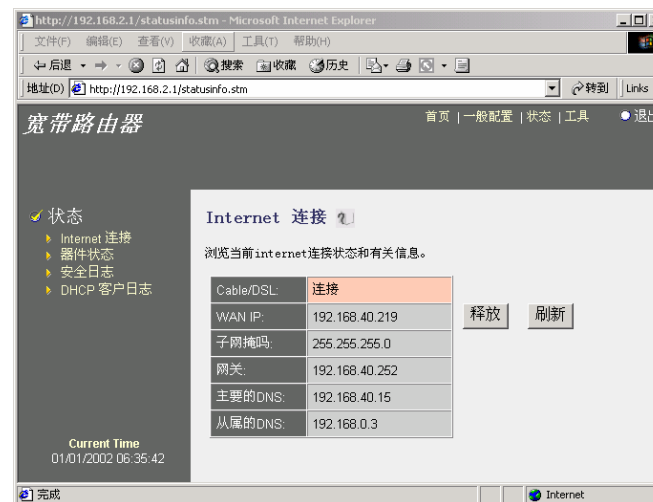 http://192.168.2.1/statusinfo.stm - Microsoft Internet Explorer
文件(F) 编辑(E) 查看(V) 收藏(A) 工具(T) 帮助(H)
后退 搜索 收藏 历史
地址(D) http://192.168.2.1/statusinfo.stm 转到 Links
宽带路由器
首页 | 一般配置 | 状态 | 工具 退出
状态
Internet 连接
器件状态
安全日志
DHCP 客户日志
Current Time
01/01/2002 06:35:42
Internet 连接
浏览当前internet连接状态和有关信息。
Cable/DSL: 连接
WAN IP: 192.168.40.219
子网掩码: 255.255.255.0
网关: 192.168.40.252
主要的DNS: 192.168.40.15
从属的DNS: 192.168.0.3
释放 刷新
完成 Internet